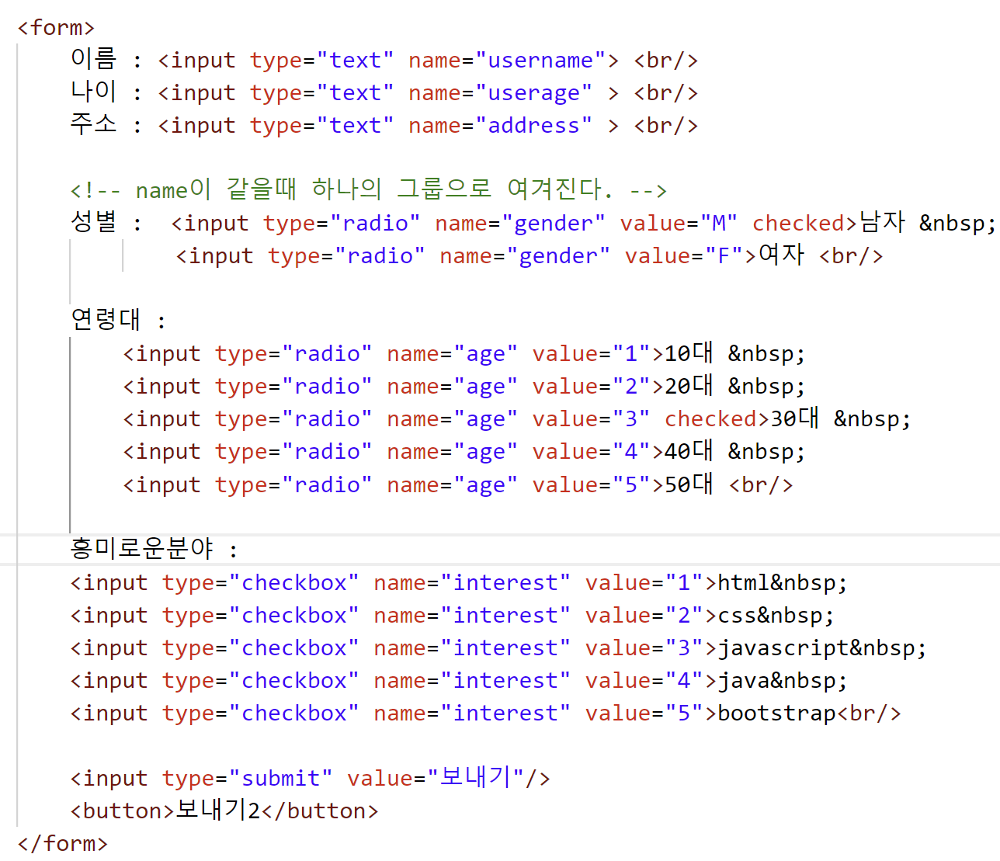 <form>
이름 : <input type="text" name="username"> <br/>
나이 : <input type="text" name="userage" > <br/>
주소 : <input type="text" name="address" > <br/>
<!-- name이 같을때 하나의 그룹으로 여겨진다. -->
성별 :  <input type="radio" name="gender" value="M" checked>남자 &nbsp;
<input type="radio" name="gender" value="F">여자 <br/>
연령대 :
<input type="radio" name="age" value="1">10대 &nbsp;
<input type="radio" name="age" value="2">20대 &nbsp;
<input type="radio" name="age" value="3" checked>30대 &nbsp;
<input type="radio" name="age" value="4">40대 &nbsp;
<input type="radio" name="age" value="5">50대 <br/>
흥미로운분야 :
<input type="checkbox" name="interest" value="1">html&nbsp;
<input type="checkbox" name="interest" value="2">css&nbsp;
<input type="checkbox" name="interest" value="3">javascript&nbsp;
<input type="checkbox" name="interest" value="4">java&nbsp;
<input type="checkbox" name="interest" value="5">bootstrap<br/>
<input type="submit" value="보내기"/>
<button>보내기2</button>
</form>